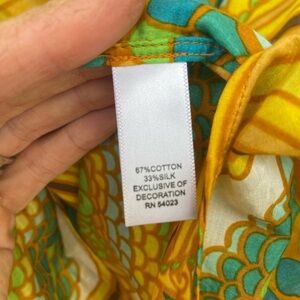 67%COTTON
33%SILK
EXCLUSIVE OF
DECORATION
RN 54023